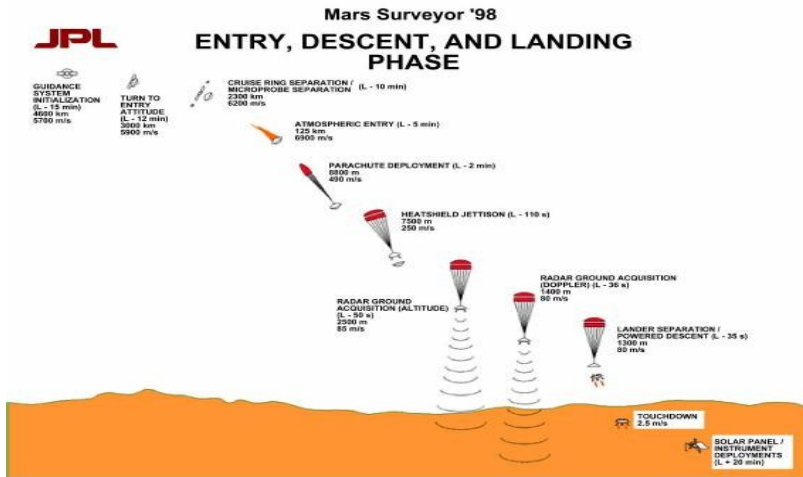 Mars Surveyor '98
JPL
ENTRY, DESCENT, AND LANDING
PHASE
GUIDANCE
SYSTEM
INITIALIZATION
(L - 15 min)
4600 km
5700 m/s
TURN TO
ENTRY
ATTITUDE
(L - 12 min)
3000 km
5900 m/s
CRUISE RING SEPARATION / (L - 10 min)
MICROPROBE SEPARATION
2300 km
6200 m/s
ATMOSPHERIC ENTRY (L - 5 min)
125 km
6900 m/s
PARACHUTE DEPLOYMENT (L - 2 min)
8800 m
490 m/s
HEATSHIELD JETTISON (L - 110 s)
7500 m
250 m/s
RADAR GROUND
ACQUISITION (ALTITUDE)
(L - 50 s)
2500 m
85 m/s
RADAR GROUND ACQUISITION
(DOPPLER) (L - 36 s)
1400 m
80 m/s
LANDER SEPARATION /
POWERED DESCENT (L - 35 s)
1300 m
80 m/s
TOUCHDOWN
2.5 m/s
SOLAR PANEL /
INSTRUMENT
DEPLOYMENTS
(L + 20 min)